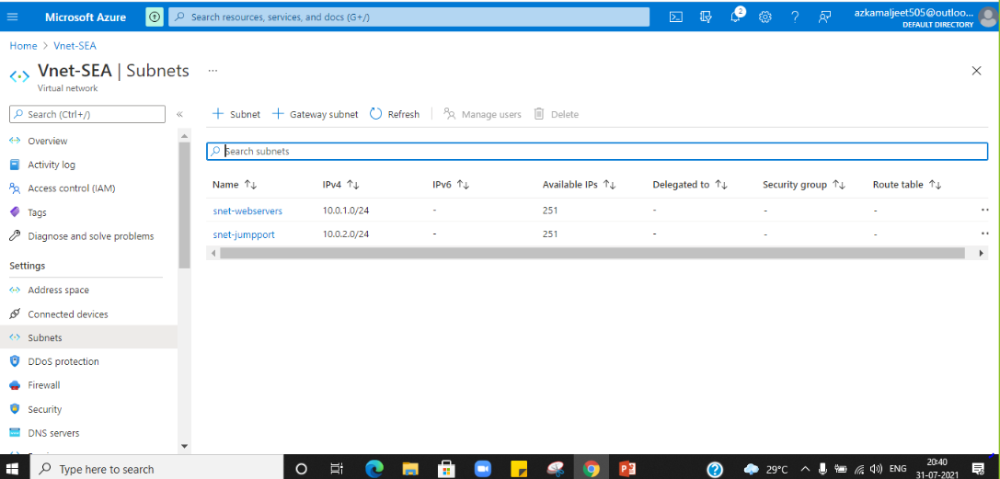 Microsoft Azure
Search resources, services, and docs (G+/)
2
azkamaljeet505@outloo...
DEFAULT DIRECTORY
Home > Vnet-SEA
Vnet-SEA | Subnets ...
Virtual network
Search (Ctrl+/) «
+ Subnet + Gateway subnet Refresh Manage users Delete
Search subnets
Name ↑↓ IPv4 ↑↓ IPv6 ↑↓ Available IPs ↑↓ Delegated to ↑↓ Security group ↑↓ Route table ↑↓
snet-webservers 10.0.1.0/24 - 251 - - -
snet-jumpport 10.0.2.0/24 - 251 - - -
Overview
Activity log
Access control (IAM)
Tags
Diagnose and solve problems
Settings
Address space
Connected devices
Subnets
DDoS protection
Firewall
Security
DNS servers
Type here to search
29°C
ENG
20:40
31-07-2021